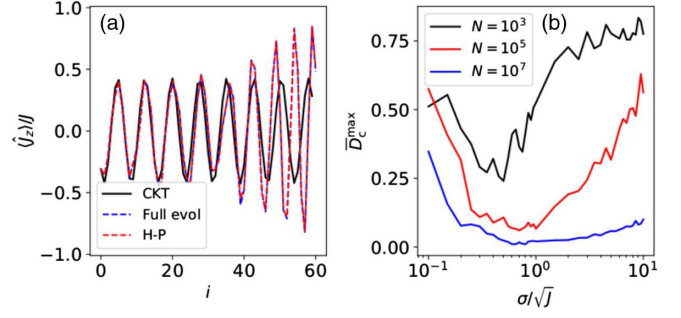 (a)
1.0
0.5
0.0
−0.5
−1.0
⟨Ĵz⟩/J
CKT
Full evol
H-P
0
20
40
60
i
(b)
N = 10³
N = 10⁵
N = 10⁷
0.75
0.50
0.25
0.00
D̅cᵐᵃˣ
10⁻¹
10⁰
10¹
σ/√J